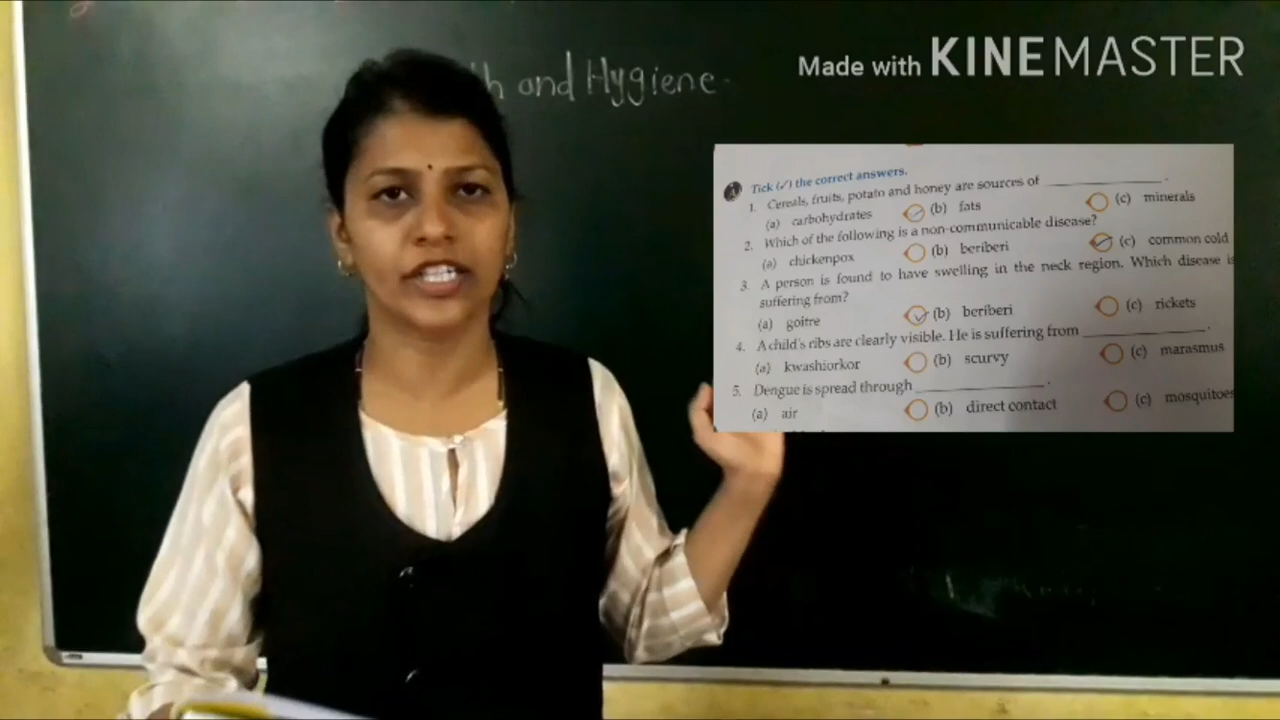 Made with KINEMASTER
h and Hygiene.
A Tick (✓) the correct answers.
1. Cereals, fruits, potato and honey are sources of ____________.
(a) carbohydrates (b) fats (c) minerals
2. Which of the following is a non-communicable disease?
(a) chickenpox (b) beriberi (c) common cold
3. A person is found to have swelling in the neck region. Which disease is
suffering from?
(a) goitre (b) beriberi (c) rickets
4. A child's ribs are clearly visible. He is suffering from ____________.
(a) kwashiorkor (b) scurvy (c) marasmus
5. Dengue is spread through ____________.
(a) air (b) direct contact (c) mosquitoes